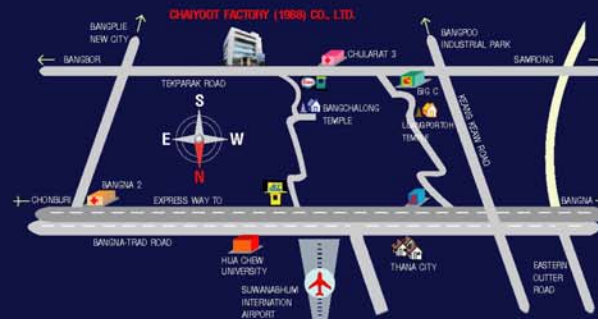 CHAIYOOT FACTORY (1988) CO., LTD.
BANGPLIE
NEW CITY
BANGPOO
INDUSTRIAL PARK
BANGBOR
CHULARAT 3
SAMRONG
TEKPARAK ROAD
BIG C
BANGCHALONG
TEMPLE
LUANGPORTOH
TEMPLE
KEANG KEAW ROAD
S
E
W
N
CHONBURI
BANGNA 2
EXPRESS WAY TO
BANGNA
BANGNA-TRAD ROAD
HUA CHEW
UNIVERSITY
THANA CITY
SUWANABHUM
INTERNATION
AIRPORT
EASTERN
OUTTER
ROAD